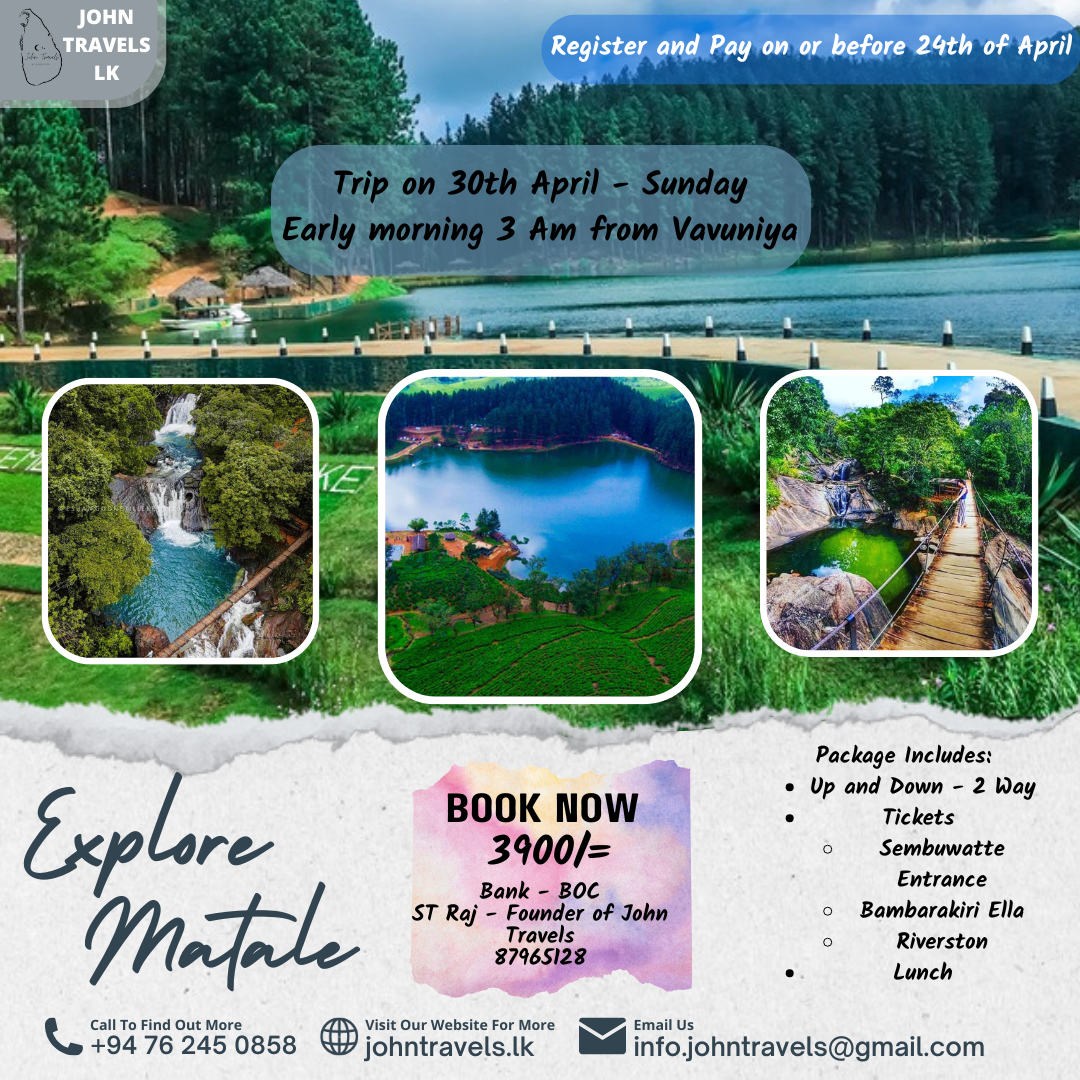 JOHN
TRAVELS
LK
Register and Pay on or before 24th of April
Trip on 30th April - Sunday
Early morning 3 Am from Vavuniya
KE
Explore
Matale
BOOK NOW
3900/=
Bank - BOC
ST Raj - Founder of John
Travels
87965128
Package Includes:
Up and Down - 2 Way
Tickets
Sembuwatte
Entrance
Bambarakiri Ella
Riverston
Lunch
Call To Find Out More
+94 76 245 0858
Visit Our Website For More
johntravels.lk
Email Us
info.johntravels@gmail.com